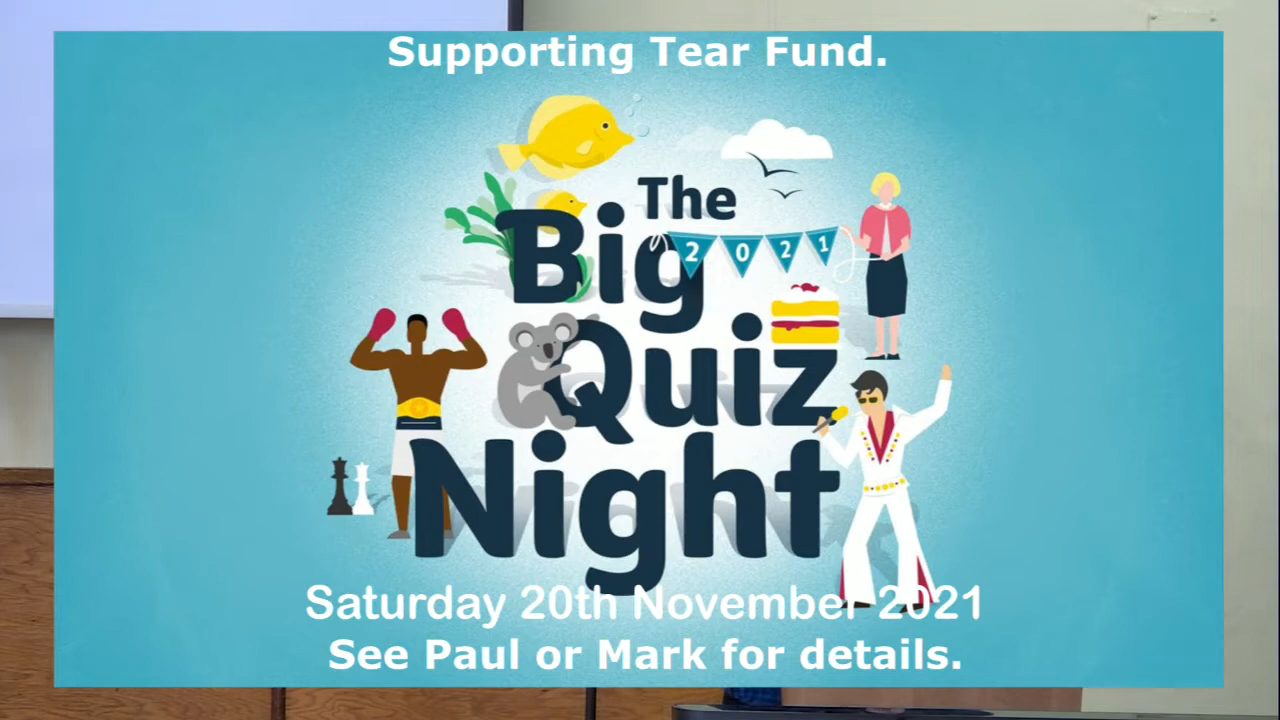 Supporting Tear Fund.
The
Big
2021
Quiz
Night
Saturday 20th November 2021
See Paul or Mark for details.